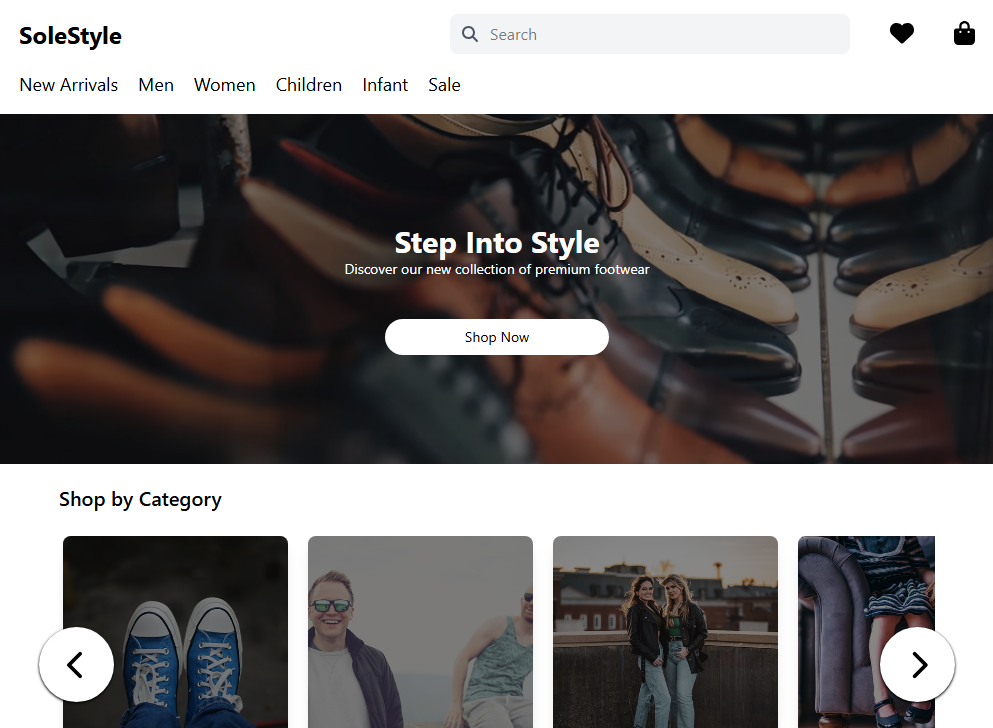 SoleStyle
Search
New Arrivals Men Women Children Infant Sale
Step Into Style
Discover our new collection of premium footwear
Shop Now
Shop by Category